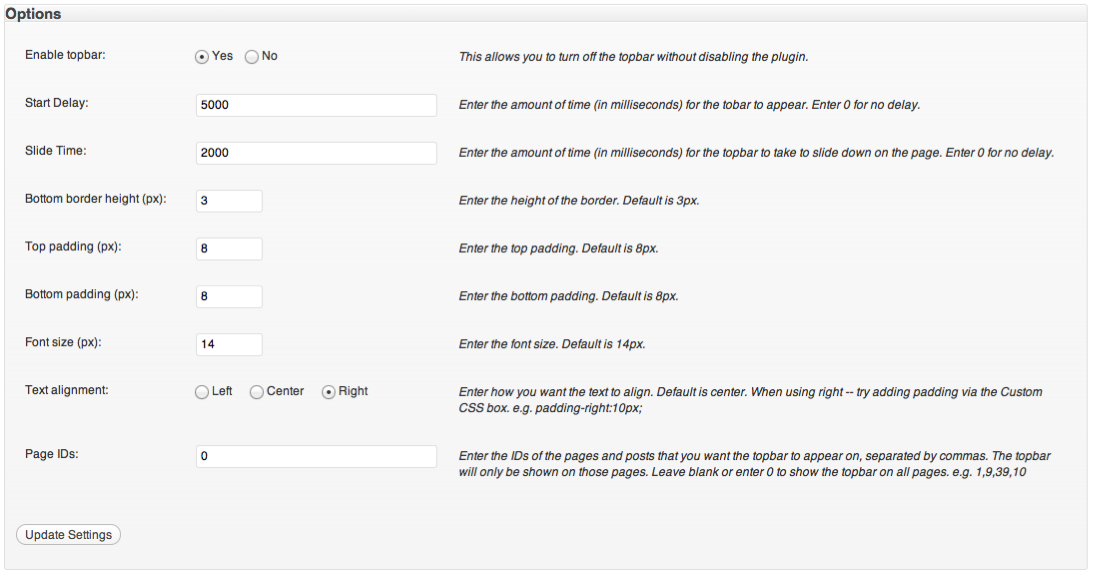 Options
Enable topbar: Yes No This allows you to turn off the topbar without disabling the plugin.
Start Delay: 5000 Enter the amount of time (in milliseconds) for the tobar to appear. Enter 0 for no delay.
Slide Time: 2000 Enter the amount of time (in milliseconds) for the topbar to take to slide down on the page. Enter 0 for no delay.
Bottom border height (px): 3 Enter the height of the border. Default is 3px.
Top padding (px): 8 Enter the top padding. Default is 8px.
Bottom padding (px): 8 Enter the bottom padding. Default is 8px.
Font size (px): 14 Enter the font size. Default is 14px.
Text alignment: Left Center Right Enter how you want the text to align. Default is center. When using right -- try adding padding via the Custom
CSS box. e.g. padding-right:10px;
Page IDs: 0 Enter the IDs of the pages and posts that you want the topbar to appear on, separated by commas. The topbar
will only be shown on those pages. Leave blank or enter 0 to show the topbar on all pages. e.g. 1,9,39,10
Update Settings